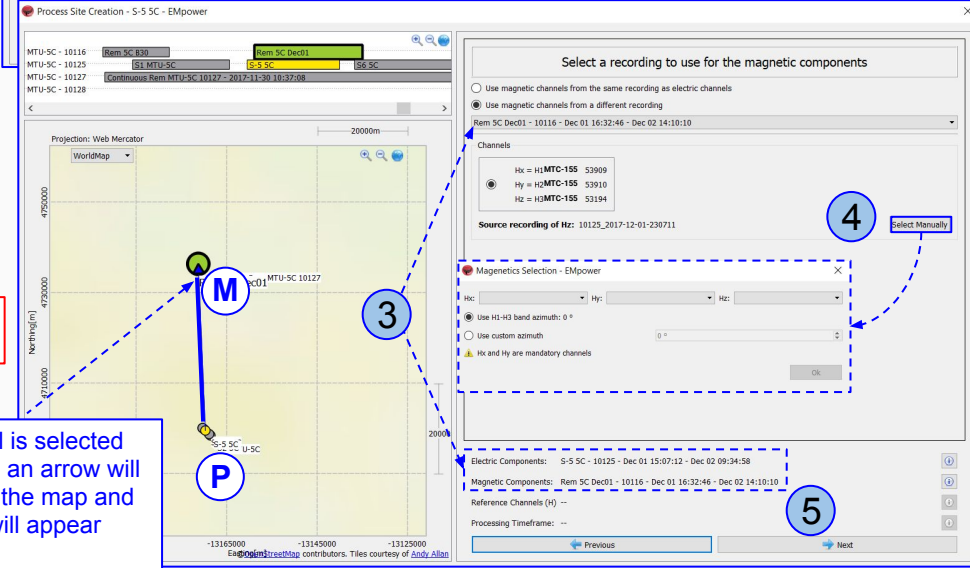 Process Site Creation - S-5 5C - EMpower
MTU-5C - 10116
Rem 5C B30
Rem 5C Dec01
MTU-5C - 10125
S1 MTU-5C
S-5 5C
S6 5C
MTU-5C - 10127
Continuous Rem MTU-5C 10127 - 2017-11-30 10:37:08
MTU-5C - 10128
Projection: Web Mercator
20000m
WorldMap
4750000
4730000
4710000
Northing[m]
MTU-5C 10127
ec01
M
S-5 5C
U-5C
P
2000
-13165000
-13145000
-13125000
Easting[m]
©OpenStreetMap contributors. Tiles courtesy of Andy Allan
is selected
an arrow will
the map and
ill appear
Select a recording to use for the magnetic components
Use magnetic channels from the same recording as electric channels
Use magnetic channels from a different recording
Rem 5C Dec01 - 10116 - Dec 01 16:32:46 - Dec 02 14:10:10
Channels
Hx = H1MTC-155 53909
Hy = H2MTC-155 53910
Hz = H3MTC-155 53194
Source recording of Hz: 10125_2017-12-01-230711
4
Select Manually
3
Magenetics Selection - EMpower
Hx:
Hy:
Hz:
Use H1-H3 band azimuth: 0 º
Use custom azimuth
0 º
Hx and Hy are mandatory channels
Ok
Electric Components: S-5 5C - 10125 - Dec 01 15:07:12 - Dec 02 09:34:58
Magnetic Components: Rem 5C Dec01 - 10116 - Dec 01 16:32:46 - Dec 02 14:10:10
Reference Channels (H) --
Processing Timeframe: --
5
Previous
Next